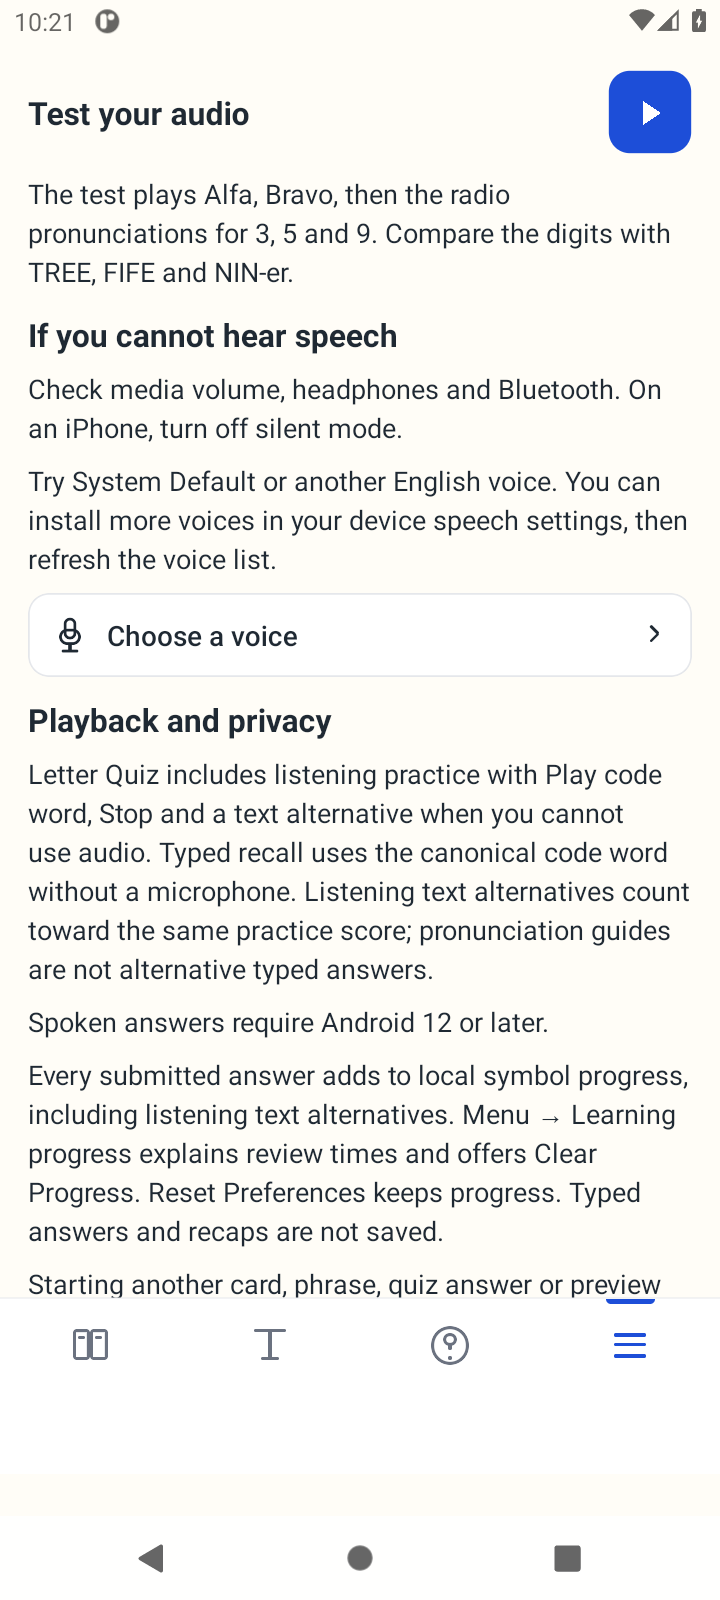 10:21
Test your audio
The test plays Alfa, Bravo, then the radio
pronunciations for 3, 5 and 9. Compare the digits with
TREE, FIFE and NIN-er.
If you cannot hear speech
Check media volume, headphones and Bluetooth. On
an iPhone, turn off silent mode.
Try System Default or another English voice. You can
install more voices in your device speech settings, then
refresh the voice list.
Choose a voice
Playback and privacy
Letter Quiz includes listening practice with Play code
word, Stop and a text alternative when you cannot
use audio. Typed recall uses the canonical code word
without a microphone. Listening text alternatives count
toward the same practice score; pronunciation guides
are not alternative typed answers.
Spoken answers require Android 12 or later.
Every submitted answer adds to local symbol progress,
including listening text alternatives. Menu → Learning
progress explains review times and offers Clear
Progress. Reset Preferences keeps progress. Typed
answers and recaps are not saved.
Starting another card, phrase, quiz answer or preview